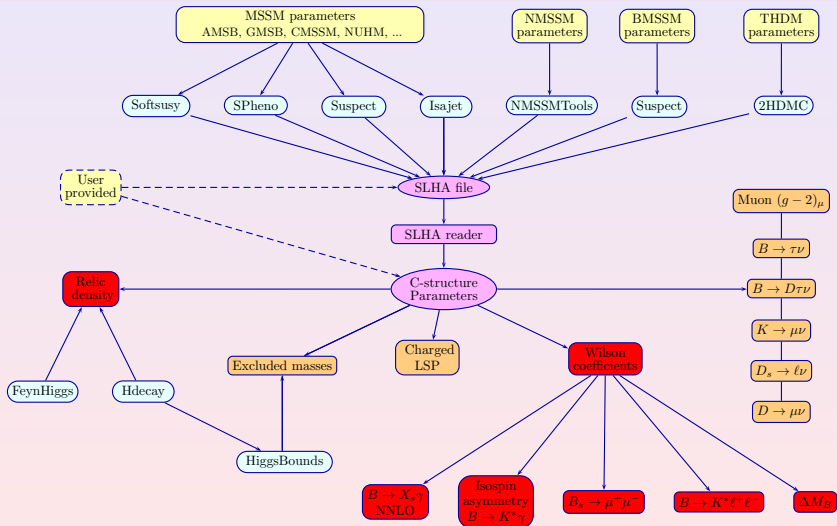 MSSM parameters
AMSB, GMSB, CMSSM, NUHM, ...
NMSSM
parameters
BMSSM
parameters
THDM
parameters
Softsusy
SPheno
Suspect
Isajet
NMSSMTools
Suspect
2HDMC
User
provided
SLHA file
Muon (g − 2)μ
SLHA reader
B → τν
Relic
density
C-structure
Parameters
B → Dτν
K → μν
Excluded masses
Charged
LSP
Wilson
coefficients
Ds → ℓν
FeynHiggs
Hdecay
D → μν
HiggsBounds
B → Xsγ
NNLO
Isospin
asymmetry
B → K*γ
Bs → μ+μ−
B → K*ℓ+ℓ−
ΔMB